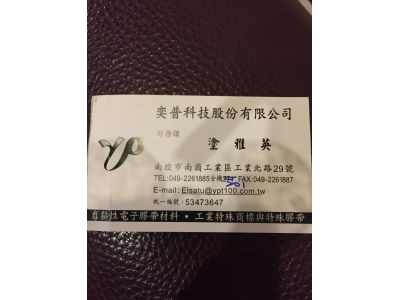 奕普科技股份有限公司
財務課
塗雅英
YP
南投市南崗工業區工業北路29號
TEL:049-2261885分機 301 FAX:049-2261887
E-mail: Elsatu@ypt100.com.tw
統一編號:53473647
自黏性電子膠帶材料•工業特殊商標與特殊膠帶